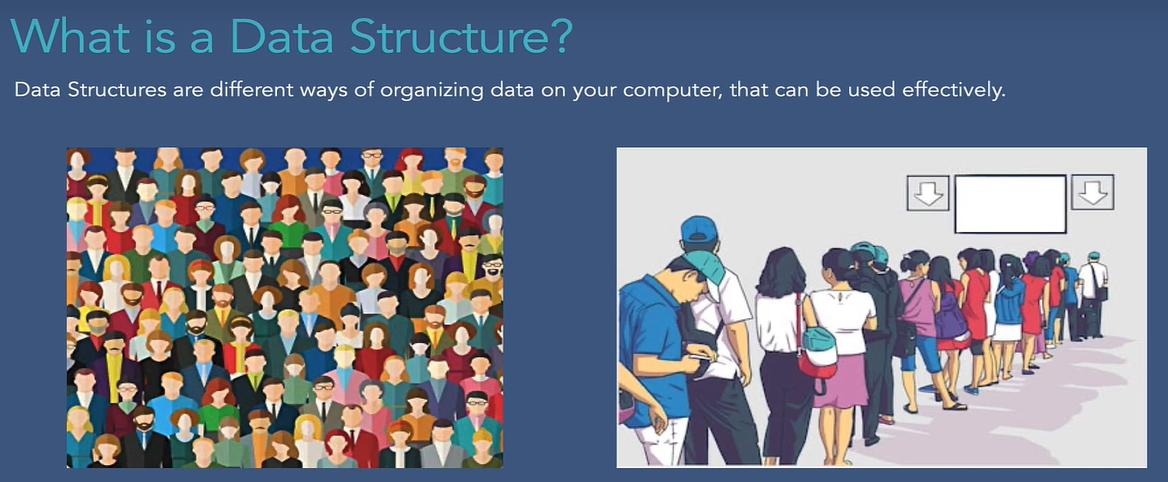 What is a Data Structure?
Data Structures are different ways of organizing data on your computer, that can be used effectively.